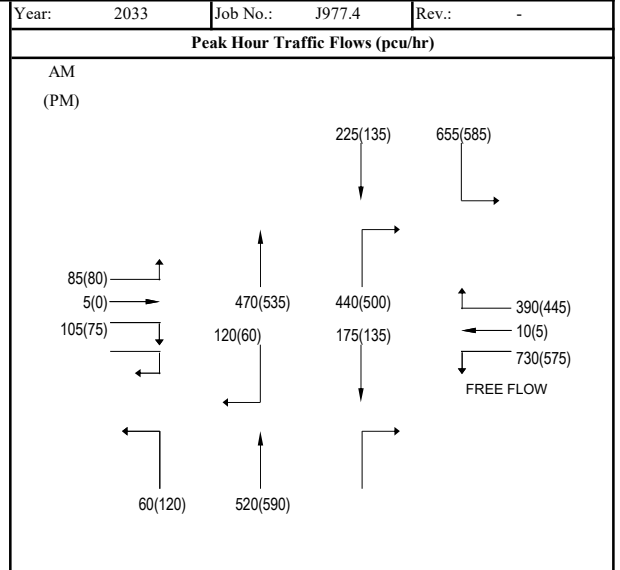 Year: 2033 Job No.: J977.4 Rev.: -
Peak Hour Traffic Flows (pcu/hr)
AM
(PM)
225(135) 655(585)
85(80)
5(0) 470(535) 440(500) 390(445)
105(75) 120(60) 175(135) 10(5)
730(575)
FREE FLOW
60(120) 520(590)